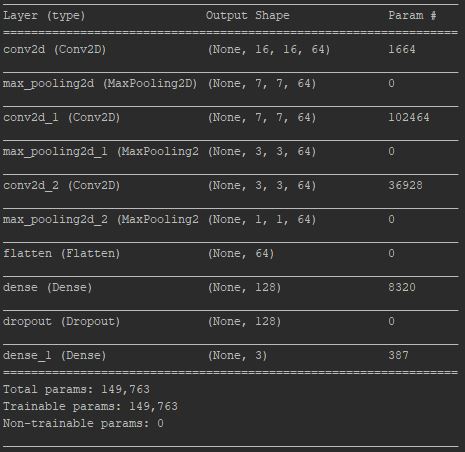 Layer (type) Output Shape Param #
=================================================================
conv2d (Conv2D) (None, 16, 16, 64) 1664
max_pooling2d (MaxPooling2D) (None, 7, 7, 64) 0
conv2d_1 (Conv2D) (None, 7, 7, 64) 102464
max_pooling2d_1 (MaxPooling2 (None, 3, 3, 64) 0
conv2d_2 (Conv2D) (None, 3, 3, 64) 36928
max_pooling2d_2 (MaxPooling2 (None, 1, 1, 64) 0
flatten (Flatten) (None, 64) 0
dense (Dense) (None, 128) 8320
dropout (Dropout) (None, 128) 0
dense_1 (Dense) (None, 3) 387
=================================================================
Total params: 149,763
Trainable params: 149,763
Non-trainable params: 0